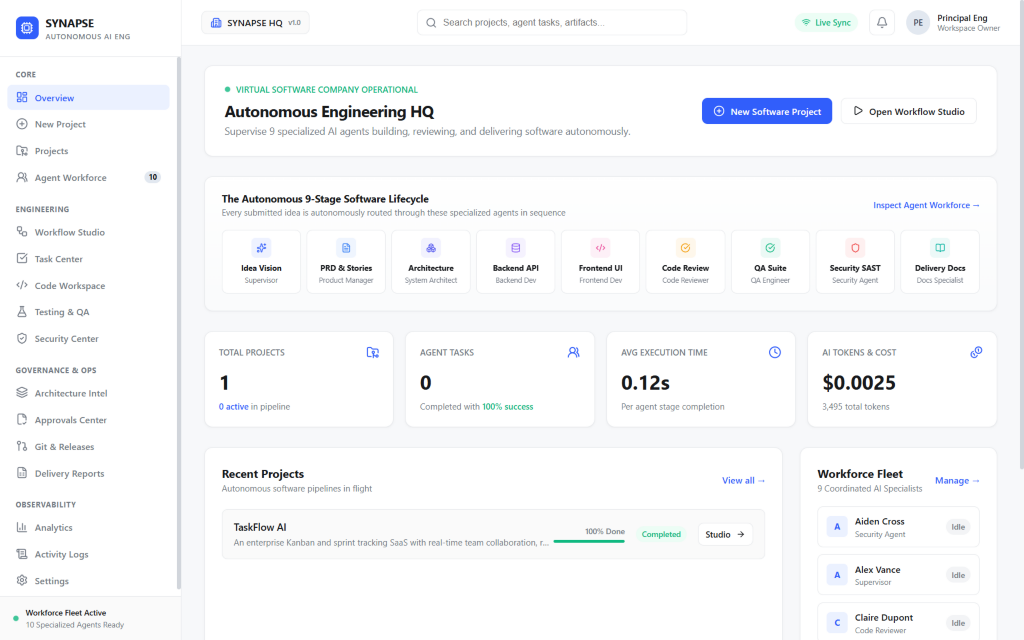 SYNAPSE
AUTONOMOUS AI ENG
SYNAPSE HQ v1.0
Search projects, agent tasks, artifacts...
Live Sync
PE
Principal Eng
Workspace Owner
CORE
Overview
New Project
Projects
Agent Workforce 10
ENGINEERING
Workflow Studio
Task Center
Code Workspace
Testing & QA
Security Center
GOVERNANCE & OPS
Architecture Intel
Approvals Center
Git & Releases
Delivery Reports
OBSERVABILITY
Analytics
Activity Logs
Settings
Workforce Fleet Active
10 Specialized Agents Ready
VIRTUAL SOFTWARE COMPANY OPERATIONAL
Autonomous Engineering HQ
Supervise 9 specialized AI agents building, reviewing, and delivering software autonomously.
New Software Project
Open Workflow Studio
The Autonomous 9-Stage Software Lifecycle
Every submitted idea is autonomously routed through these specialized agents in sequence
Inspect Agent Workforce →
Idea Vision
Supervisor
PRD & Stories
Product Manager
Architecture
System Architect
Backend API
Backend Dev
Frontend UI
Frontend Dev
Code Review
Code Reviewer
QA Suite
QA Engineer
Security SAST
Security Agent
Delivery Docs
Docs Specialist
TOTAL PROJECTS
1
0 active in pipeline
AGENT TASKS
0
Completed with 100% success
AVG EXECUTION TIME
0.12s
Per agent stage completion
AI TOKENS & COST
$0.0025
3,495 total tokens
Recent Projects
Autonomous software pipelines in flight
View all →
TaskFlow AI
An enterprise Kanban and sprint tracking SaaS with real-time team collaboration, r...
100% Done
Completed
Studio →
Workforce Fleet
9 Coordinated AI Specialists
Manage →
A
Aiden Cross
Security Agent
Idle
A
Alex Vance
Supervisor
Idle
C
Claire Dupont
Code Reviewer
Idle